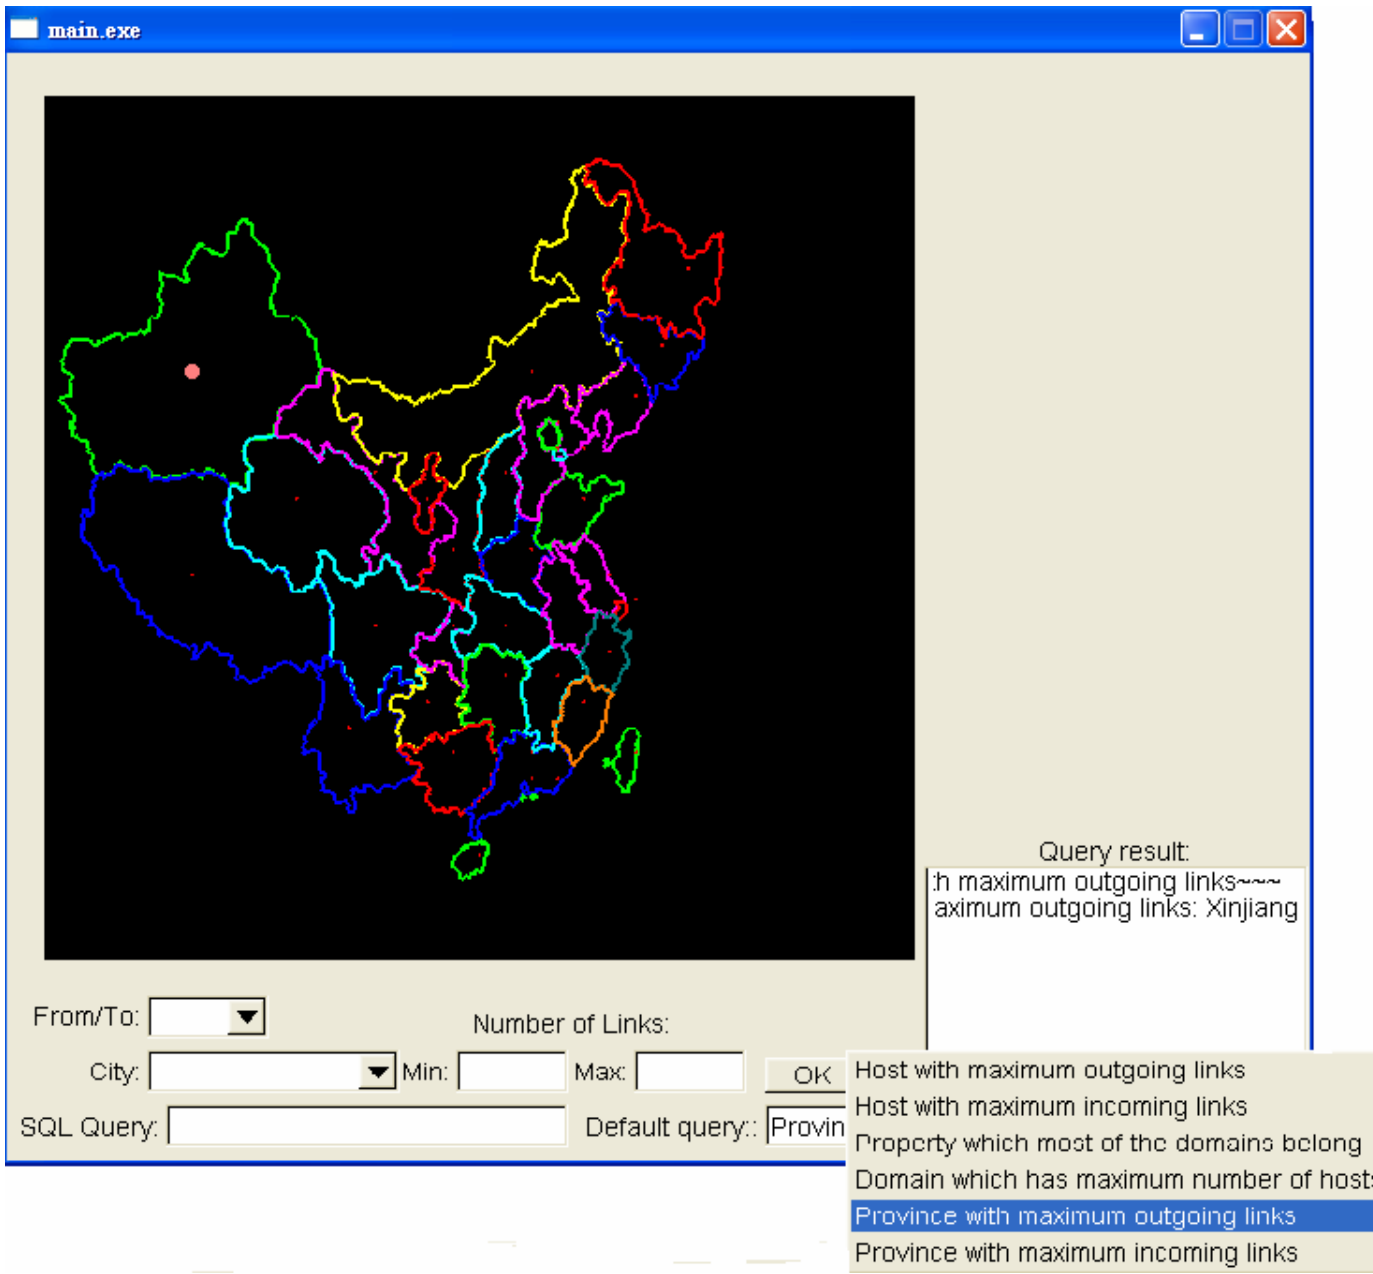 main.exe
Query result:
:h maximum outgoing links~~~
aximum outgoing links: Xinjiang
From/To:
Number of Links:
City:
Min:
Max:
OK
SQL Query:
Default query::
Provin
Host with maximum outgoing links
Host with maximum incoming links
Property which most of the domains belong
Domain which has maximum number of hosts
Province with maximum outgoing links
Province with maximum incoming links